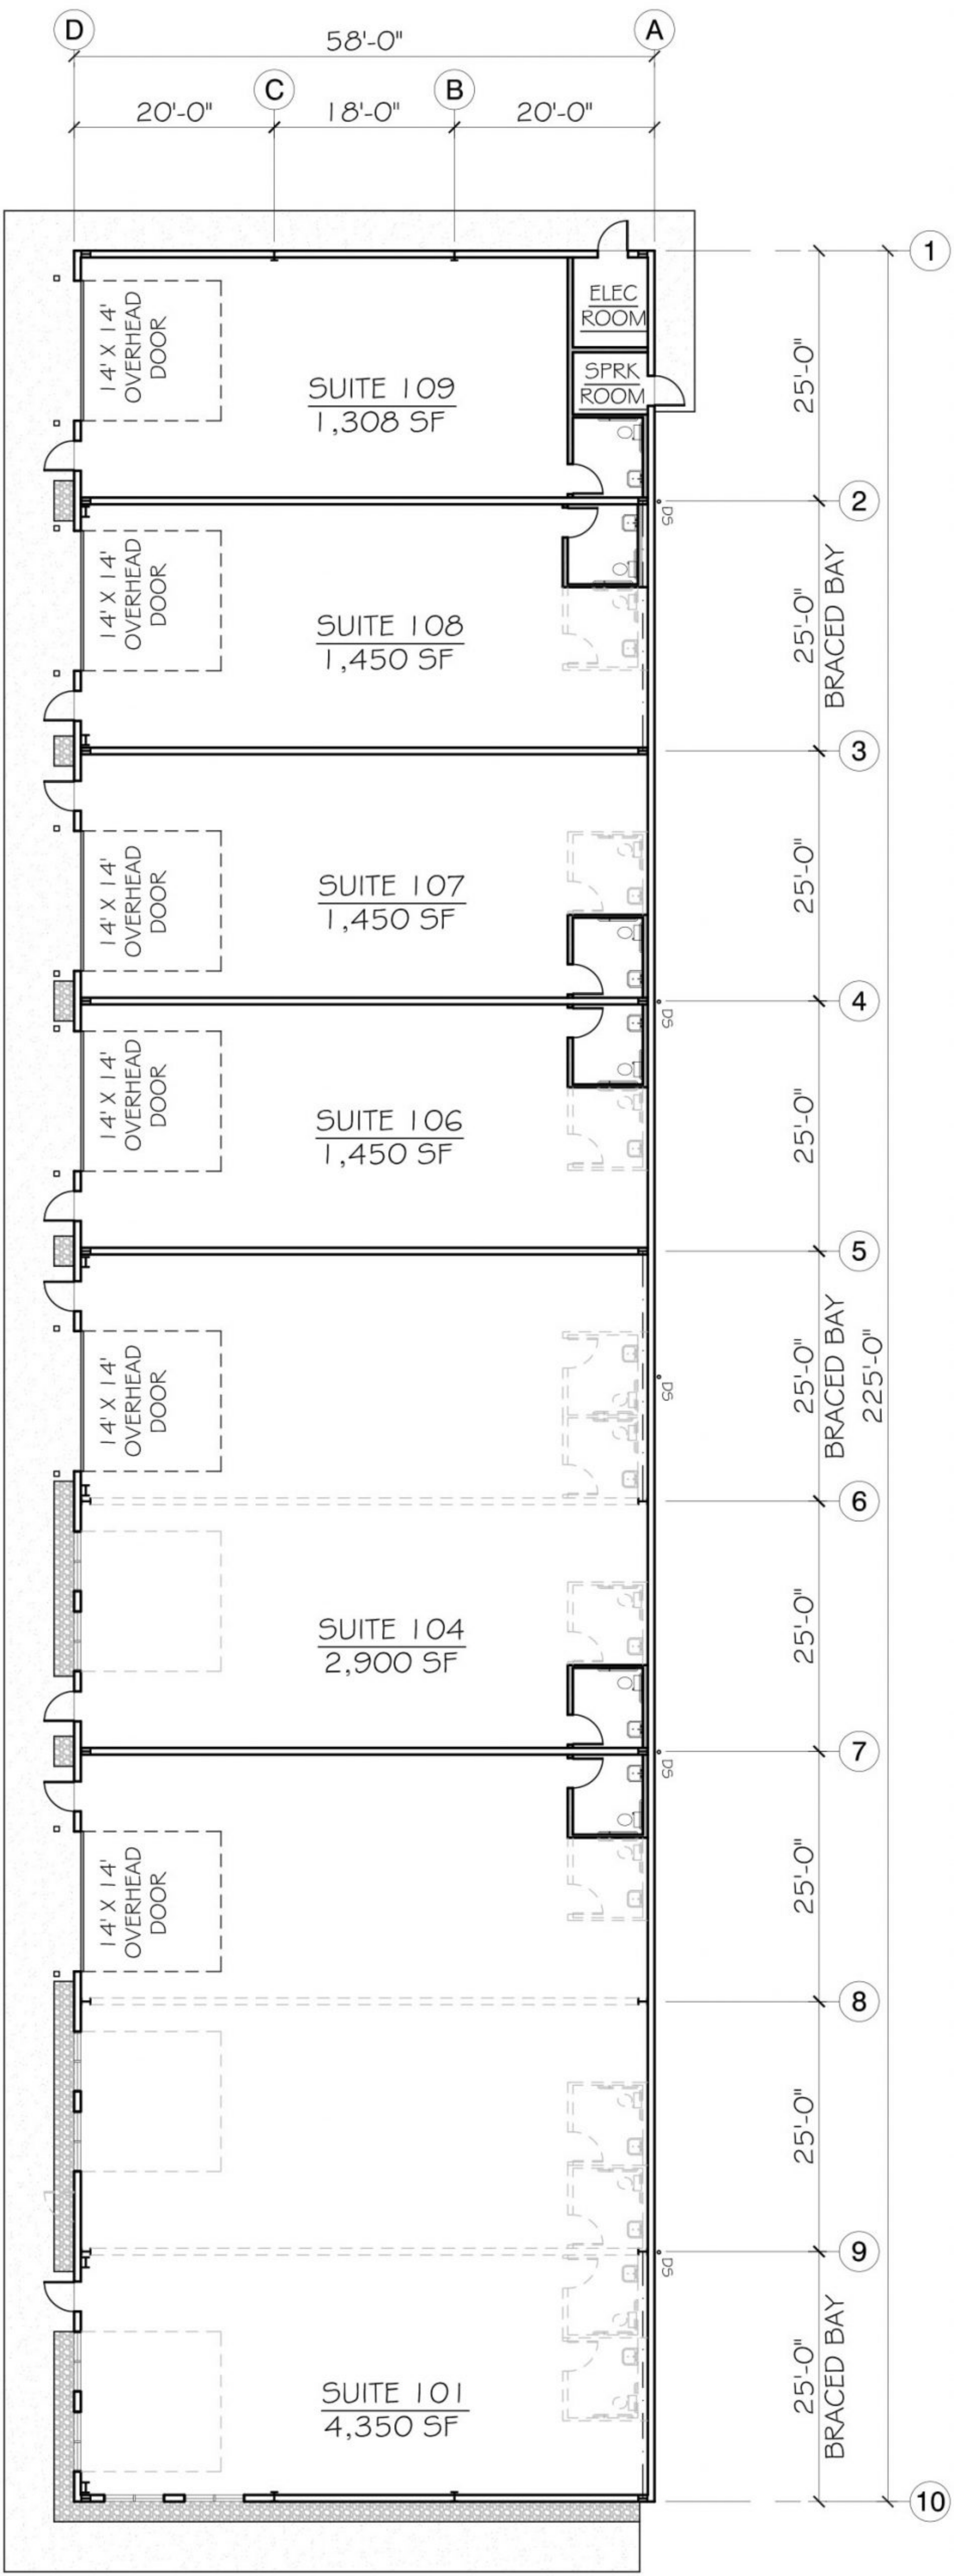 D
A
58'-0"
C
B
20'-0"
18'-0"
20'-0"
1
ELEC
ROOM
14' X 14'
OVERHEAD
DOOR
SPRK
ROOM
SUITE 109
1,308 SF
25'-0"
2
DS
14' X 14'
OVERHEAD
DOOR
SUITE 108
1,450 SF
25'-0"
BRACED BAY
3
14' X 14'
OVERHEAD
DOOR
SUITE 107
1,450 SF
25'-0"
4
DS
14' X 14'
OVERHEAD
DOOR
SUITE 106
1,450 SF
25'-0"
5
14' X 14'
OVERHEAD
DOOR
DS
25'-0"
BRACED BAY
225'-0"
6
SUITE 104
2,900 SF
25'-0"
7
DS
14' X 14'
OVERHEAD
DOOR
25'-0"
8
25'-0"
9
DS
SUITE 101
4,350 SF
25'-0"
BRACED BAY
10